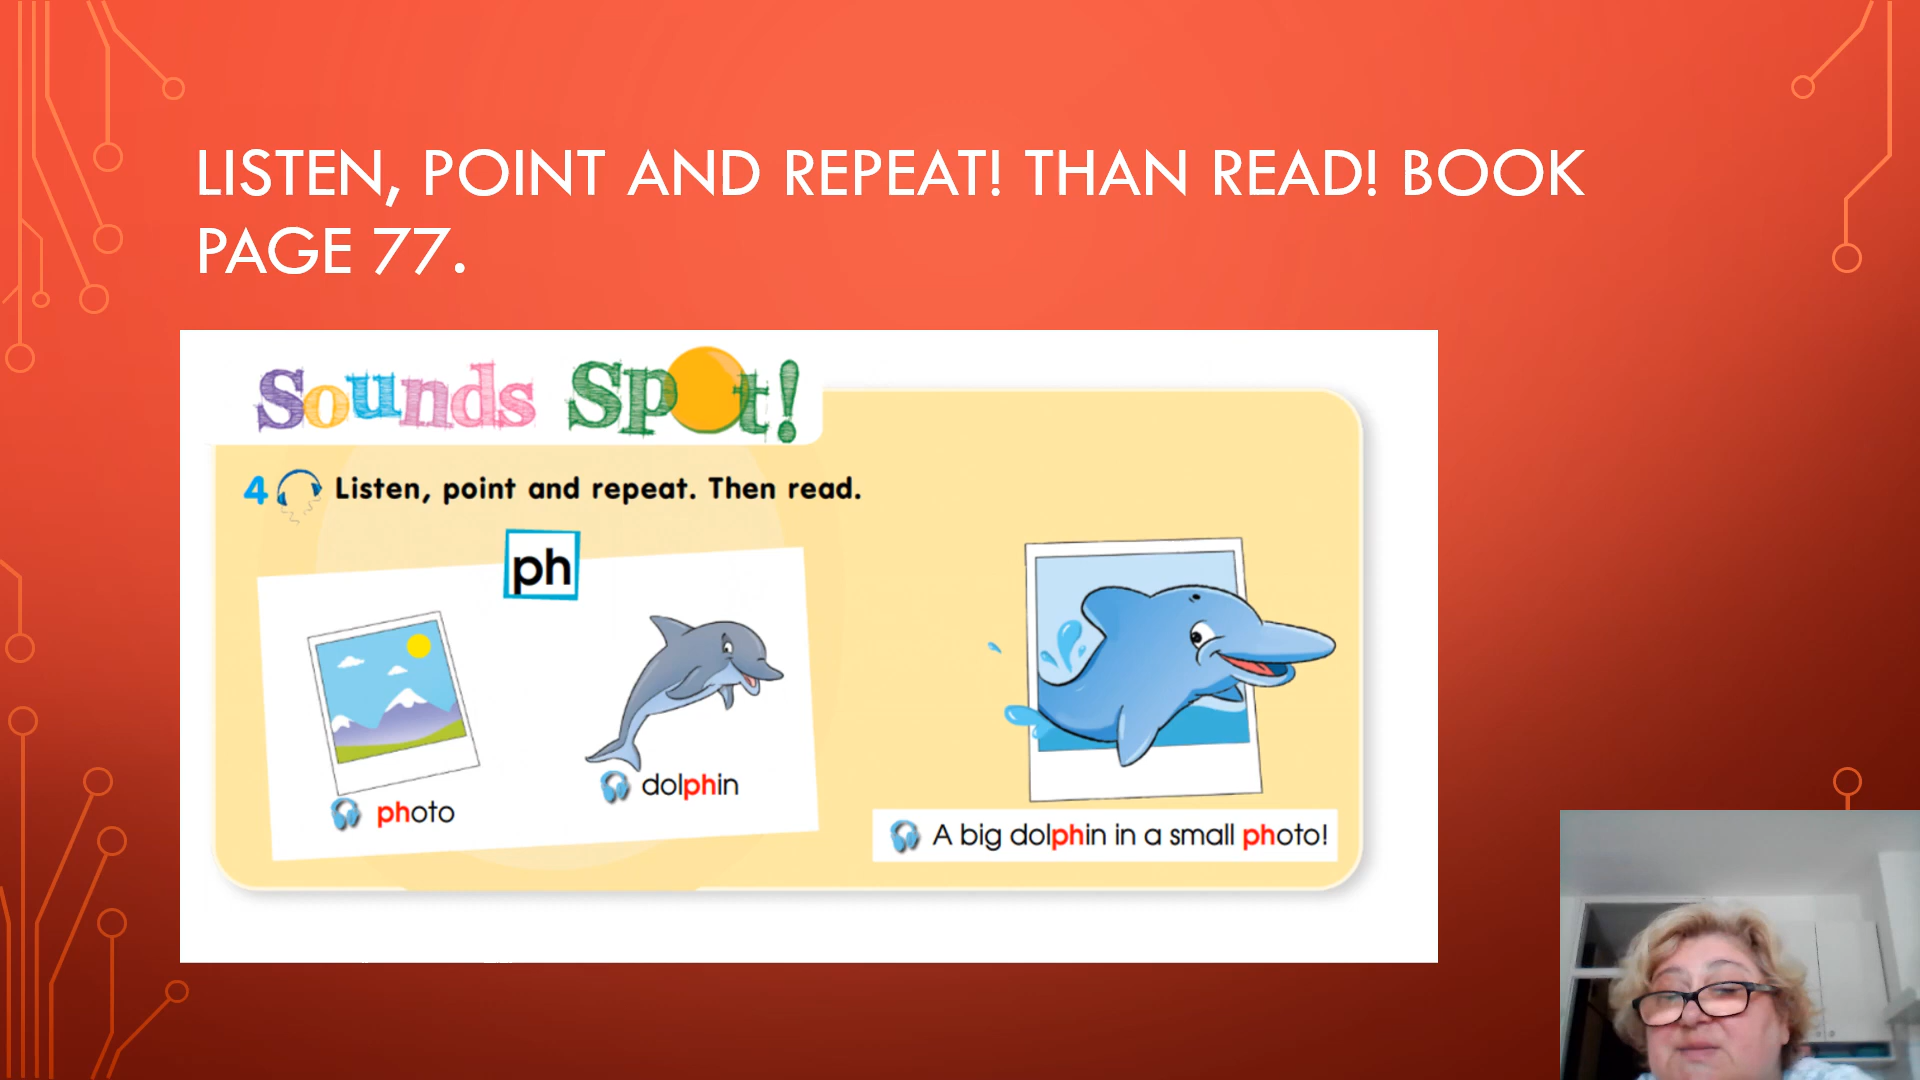 LISTEN, POINT AND REPEAT! THAN READ! BOOK
PAGE 77.
Sounds Spot!
4 Listen, point and repeat. Then read.
ph
photo
dolphin
A big dolphin in a small photo!